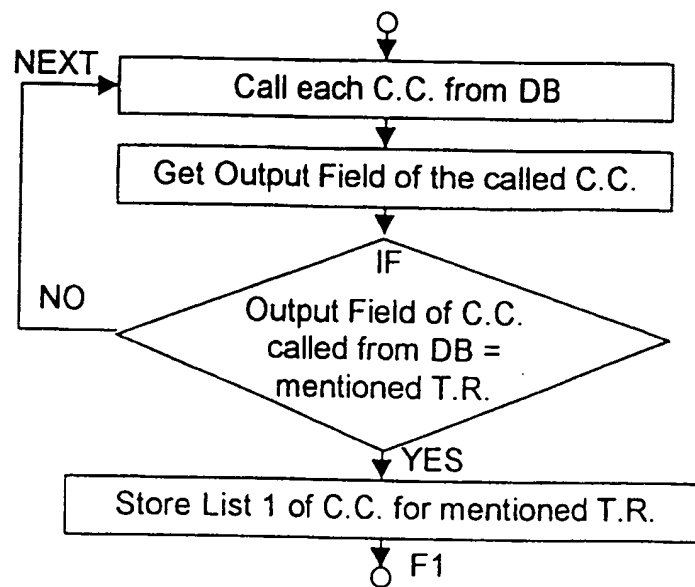 NEXT
Call each C.C. from DB
Get Output Field of the called C.C.
IF
NO
Output Field of C.C.
called from DB =
mentioned T.R.
YES
Store List 1 of C.C. for mentioned T.R.
F1